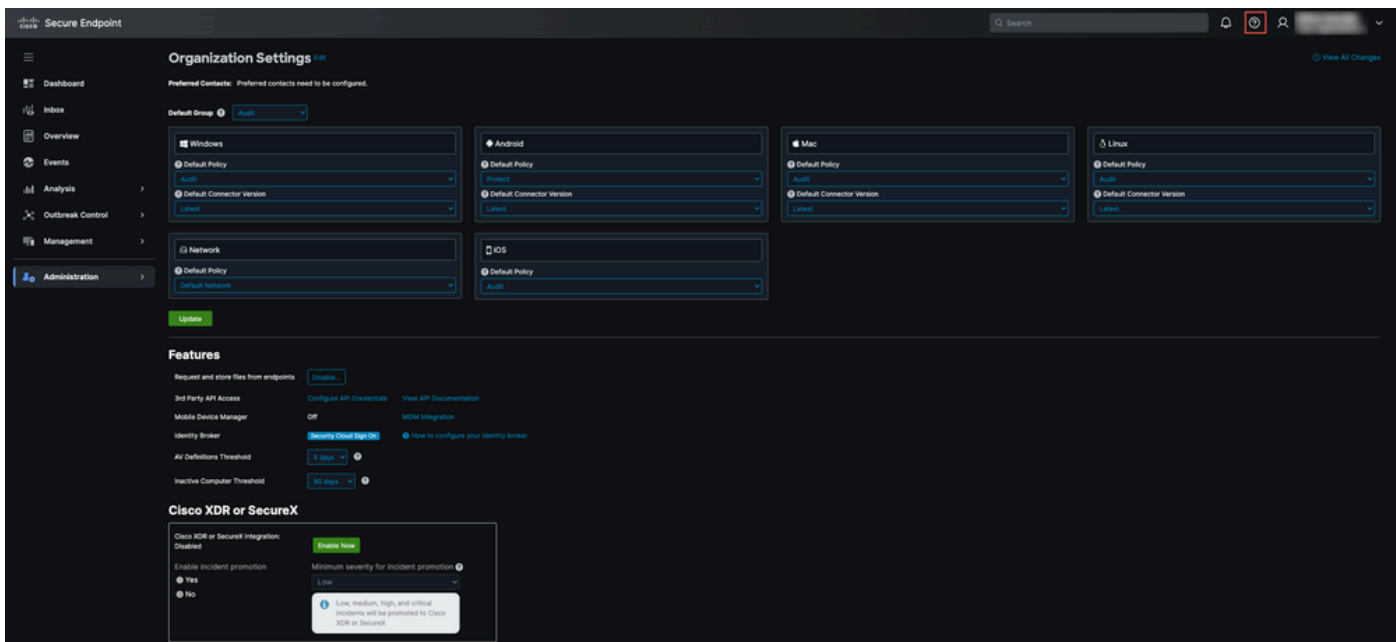 cisco Secure Endpoint
Search
Organization Settings Edit
View All Changes
Dashboard
Inbox
Overview
Events
Analysis
Outbreak Control
Management
Administration
Preferred Contacts: Preferred contacts need to be configured.
Default Group Audit
Windows
Default Policy
Audit
Default Connector Version
Latest
Android
Default Policy
Protect
Default Connector Version
Latest
Mac
Default Policy
Audit
Default Connector Version
Latest
Linux
Default Policy
Audit
Default Connector Version
Latest
Network
Default Policy
Default Network
iOS
Default Policy
Audit
Update
Features
Request and store files from endpoints Disable...
3rd Party API Access Configure API Credentials View API Documentation
Mobile Device Manager Off MDM Integration
Identity Broker Security Cloud Sign On How to configure your identity broker
AV Definitions Threshold 5 days
Inactive Computer Threshold 90 days
Cisco XDR or SecureX
Cisco XDR or SecureX integration:
Disabled
Enable Now
Enable incident promotion
Yes
No
Minimum severity for incident promotion
Low
Low, medium, high, and critical
incidents will be promoted to Cisco
XDR or SecureX